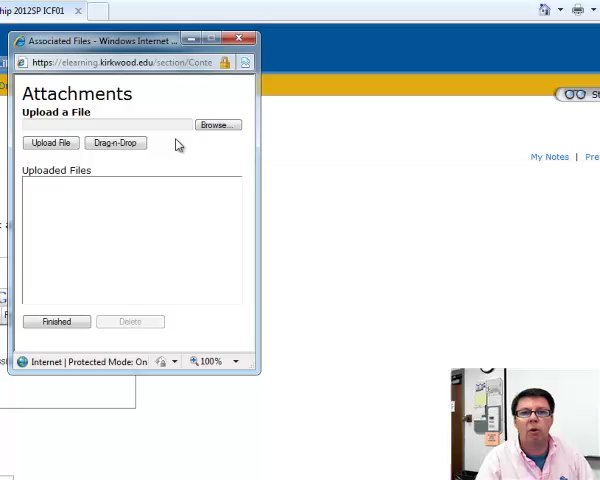 ship 2012SP ICF01
Associated Files - Windows Internet ...
https://elearning.kirkwood.edu/section/Conte
Attachments
Upload a File
Browse...
Upload File
Drag-n-Drop
My Notes | Pre
Uploaded Files
Finished
Delete
Internet | Protected Mode: On
100%